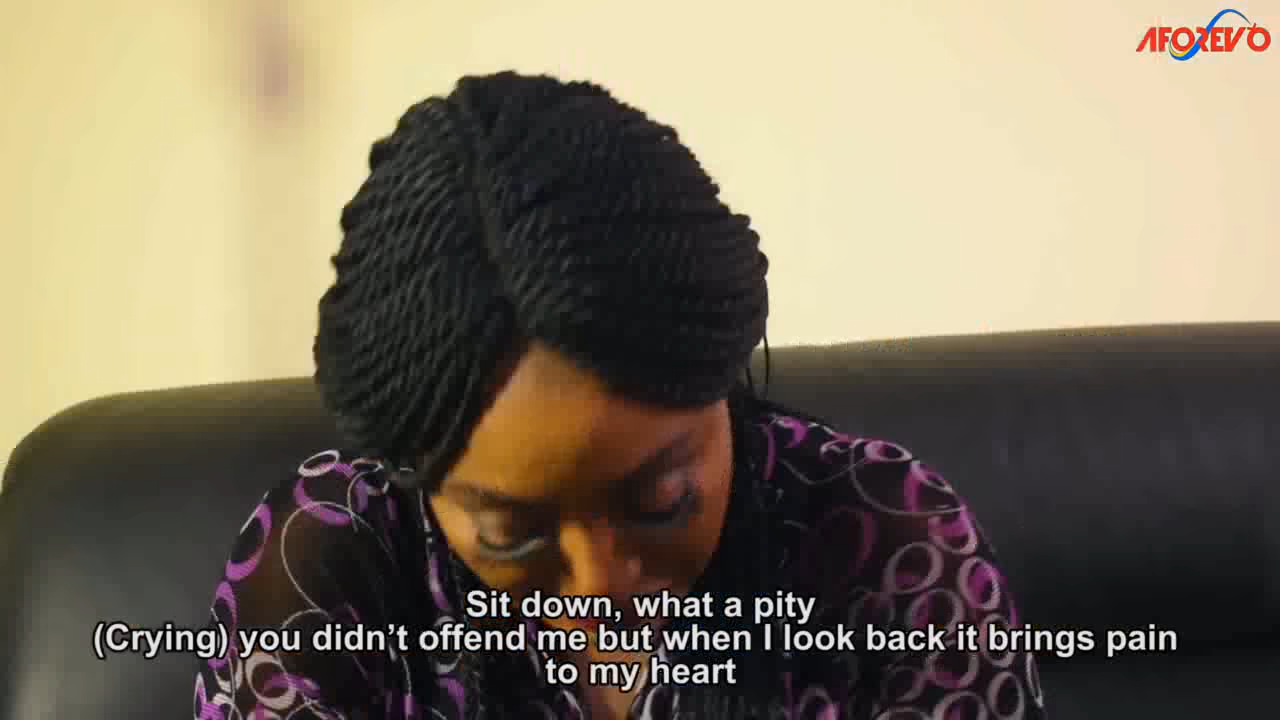 AFOREVO
Sit down, what a pity
(Crying) you didn't offend me but when I look back it brings pain
to my heart